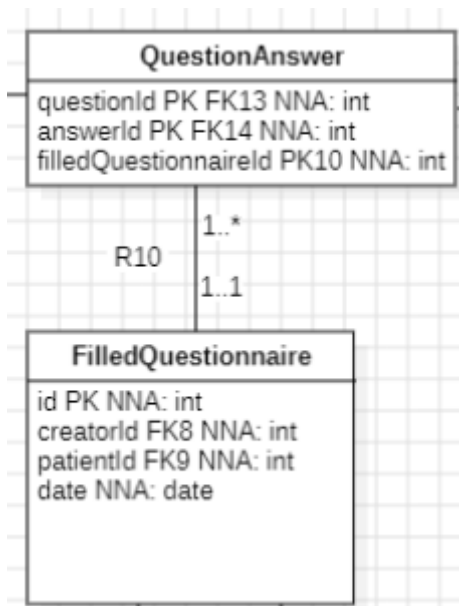 QuestionAnswer
questionId PK FK13 NNA: int
answerId PK FK14 NNA: int
filledQuestionnaireId PK10 NNA: int
1..*
R10
1..1
FilledQuestionnaire
id PK NNA: int
creatorId FK8 NNA: int
patientId FK9 NNA: int
date NNA: date